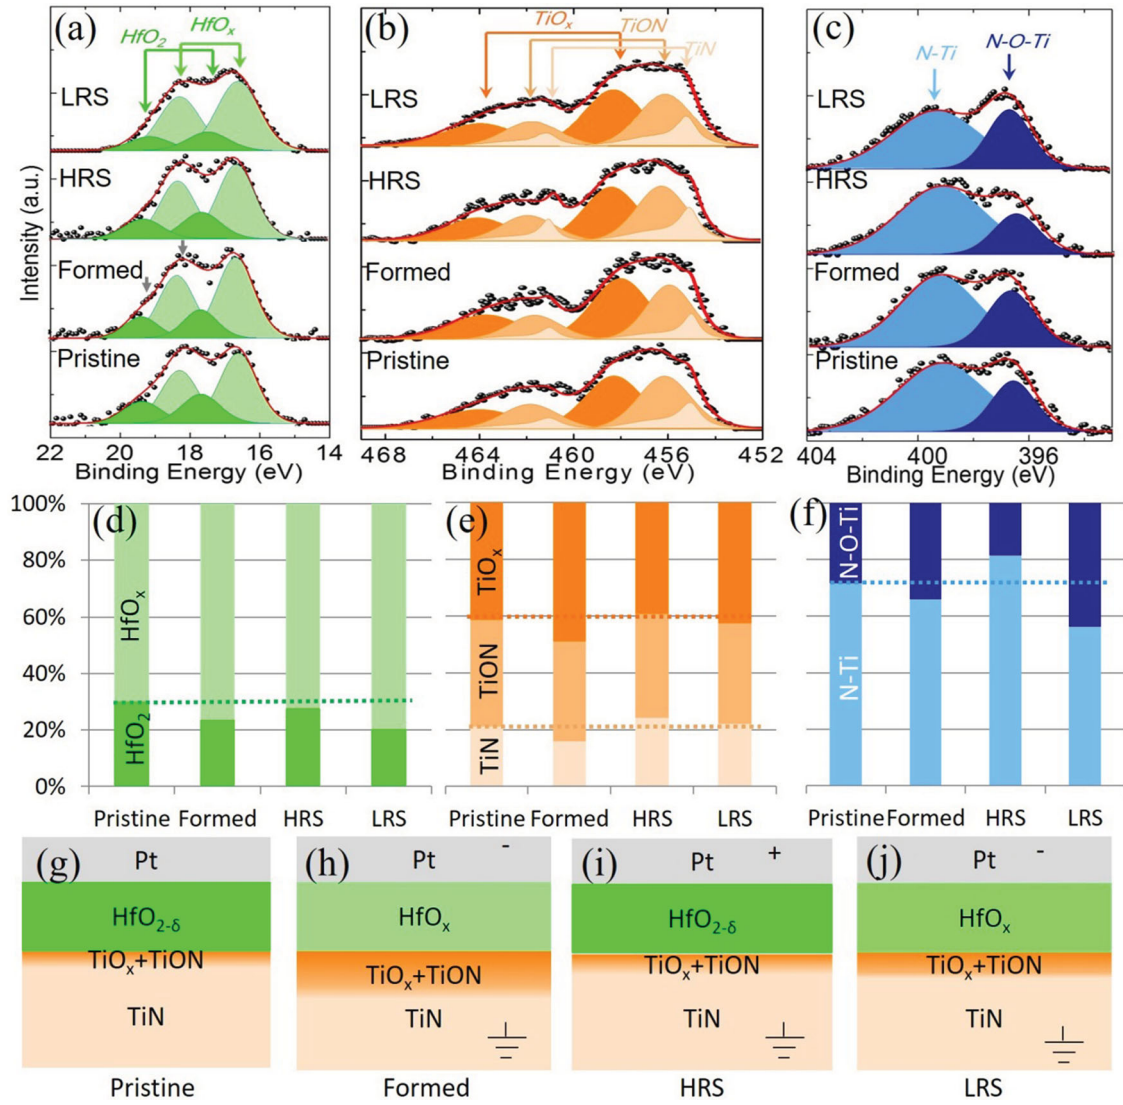 (a)
HfO2
HfOx
LRS
HRS
Formed
Pristine
Intensity (a.u.)
22 20 18 16 14
Binding Energy (eV)
(b)
TiOx
TiON
TiN
LRS
HRS
Formed
Pristine
468 464 460 456 452
Binding Energy (eV)
(c)
N-Ti
N-O-Ti
LRS
HRS
Formed
Pristine
404 400 396
Binding Energy (eV)
100%
80%
60%
40%
20%
0%
(d)
HfOx
HfO2
Pristine Formed HRS LRS
(e)
TiOx
TiON
TiN
Pristine Formed HRS LRS
(f)
N-O-Ti
N-Ti
Pristine Formed HRS LRS
(g)
Pt
HfO2-δ
TiOx+TiON
TiN
Pristine
(h)
Pt -
HfOx
TiOx+TiON
TiN
Formed
(i)
Pt +
HfO2-δ
TiOx+TiON
TiN
HRS
(j)
Pt -
HfOx
TiOx+TiON
TiN
LRS